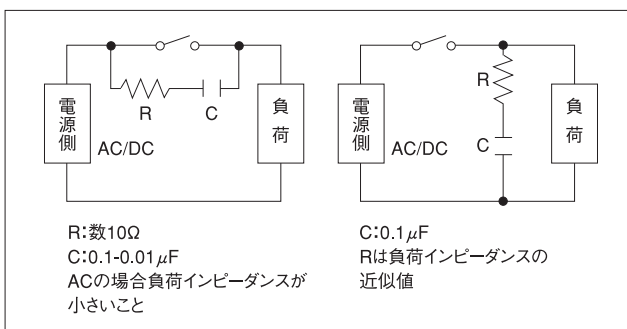 電源側
R
C
AC/DC
負荷
R:数10Ω
C:0.1-0.01μF
ACの場合負荷インピーダンスが
小さいこと
電源側
AC/DC
R
C
負荷
C:0.1μF
Rは負荷インピーダンスの
近似値